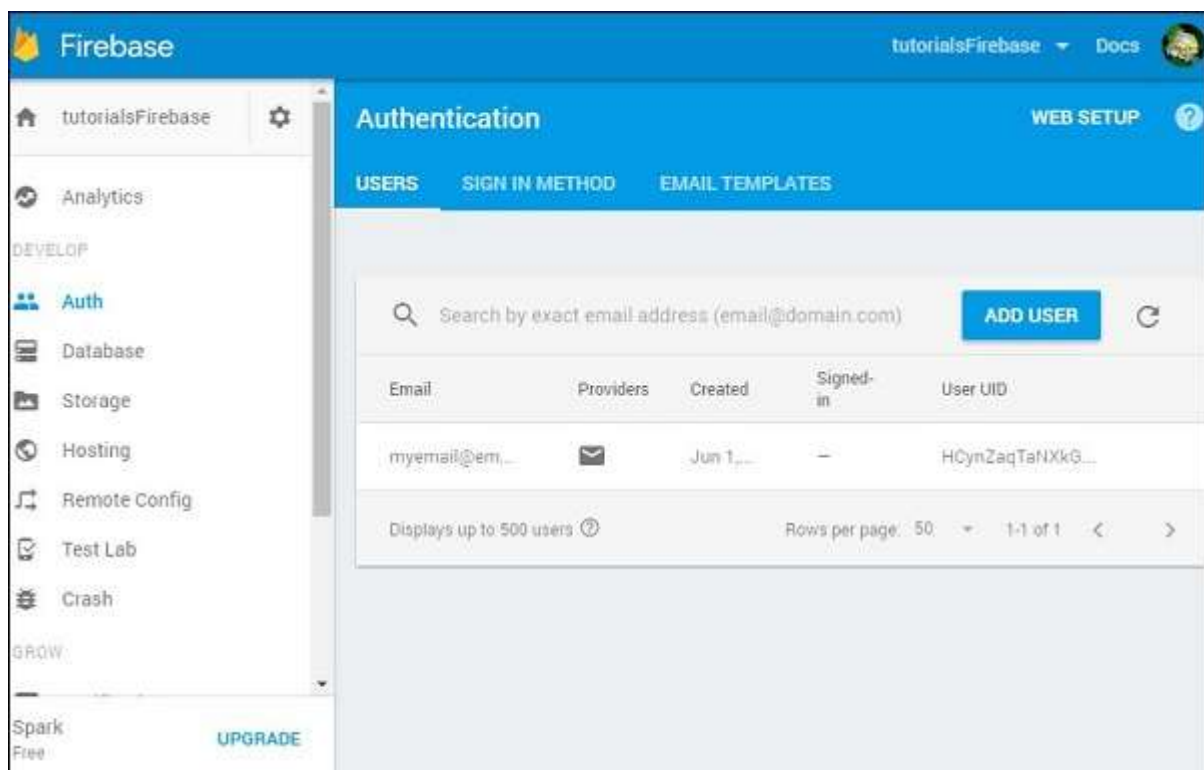 Firebase
tutorialsFirebase Docs
tutorialsFirebase
Analytics
DEVELOP
Auth
Database
Storage
Hosting
Remote Config
Test Lab
Crash
GROW
Spark
Free
UPGRADE
Authentication
WEB SETUP
USERS SIGN IN METHOD EMAIL TEMPLATES
Search by exact email address (email@domain.com) ADD USER
Email Providers Created Signed-in User UID
myemail@em... Jun 1,... — HCynZaqTaNXkG...
Displays up to 500 users Rows per page: 50 1-1 of 1